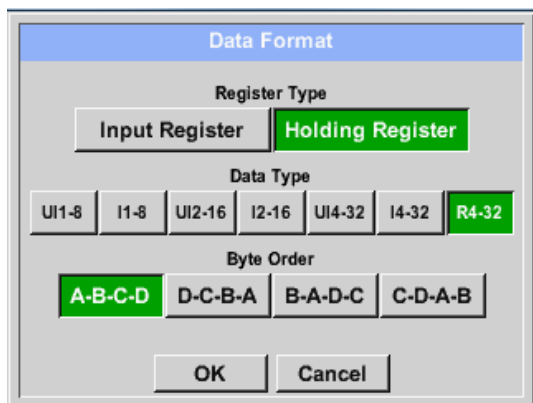 Data Format
Register Type
Input Register Holding Register
Data Type
UI1-8 I1-8 UI2-16 I2-16 UI4-32 I4-32 R4-32
Byte Order
A-B-C-D D-C-B-A B-A-D-C C-D-A-B
OK Cancel